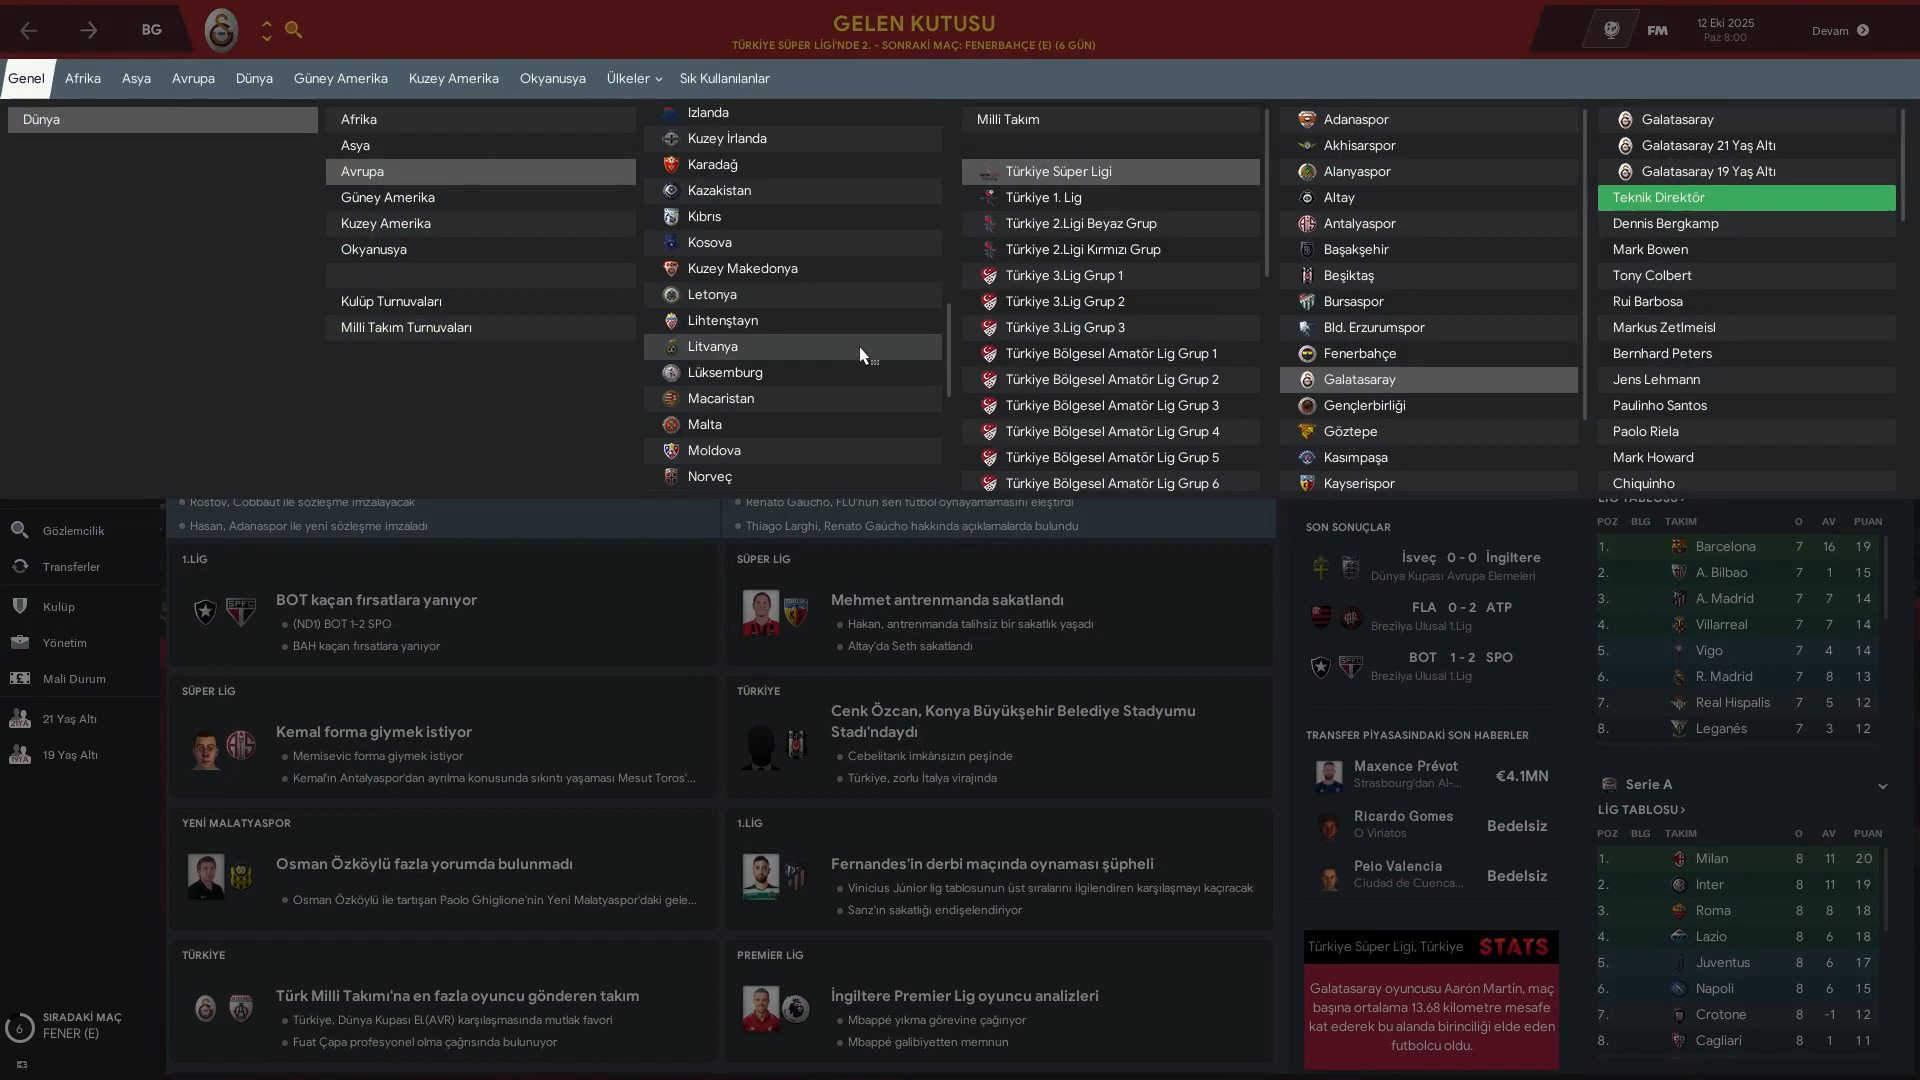 BG
GELEN KUTUSU
TÜRKİYE SÜPER LİGİ'NDE 2. - SONRAKİ MAÇ: FENERBAHÇE (E) (6 GÜN)
FM
12 Eki 2025
Paz 8:00
Devam
Genel
Afrika
Asya
Avrupa
Dünya
Güney Amerika
Kuzey Amerika
Okyanusya
Ülkeler
Sık Kullanılanlar
Dünya
Afrika
Asya
Avrupa
Güney Amerika
Kuzey Amerika
Okyanusya
Kulüp Turnuvaları
Milli Takım Turnuvaları
İzlanda
Kuzey İrlanda
Karadağ
Kazakistan
Kıbrıs
Kosova
Kuzey Makedonya
Letonya
Lihtenştayn
Litvanya
Lüksemburg
Macaristan
Malta
Moldova
Norveç
Milli Takım
Türkiye Süper Ligi
Türkiye 1. Lig
Türkiye 2.Ligi Beyaz Grup
Türkiye 2.Ligi Kırmızı Grup
Türkiye 3.Lig Grup 1
Türkiye 3.Lig Grup 2
Türkiye 3.Lig Grup 3
Türkiye Bölgesel Amatör Lig Grup 1
Türkiye Bölgesel Amatör Lig Grup 2
Türkiye Bölgesel Amatör Lig Grup 3
Türkiye Bölgesel Amatör Lig Grup 4
Türkiye Bölgesel Amatör Lig Grup 5
Türkiye Bölgesel Amatör Lig Grup 6
Adanaspor
Akhisarspor
Alanyaspor
Altay
Antalyaspor
Başakşehir
Beşiktaş
Bursaspor
Bld. Erzurumspor
Fenerbahçe
Galatasaray
Gençlerbirliği
Göztepe
Kasımpaşa
Kayserispor
Galatasaray
Galatasaray 21 Yaş Altı
Galatasaray 19 Yaş Altı
Teknik Direktör
Dennis Bergkamp
Mark Bowen
Tony Colbert
Rui Barbosa
Markus Zetlmeisl
Bernhard Peters
Jens Lehmann
Paulinho Santos
Paolo Riela
Mark Howard
Chiquinho
Gözlemcilik
Transferler
Kulüp
Yönetim
Mali Durum
21 Yaş Altı
19 Yaş Altı
6
SIRADAKİ MAÇ
FENER (E)
Rostov, Cobbaut ile sözleşme imzalayacak
Hasan, Adanaspor ile yeni sözleşme imzaladı
Renato Gaúcho, FLU'nun seri futbol oynayamamasını eleştirdi
Thiago Larghi, Renato Gaúcho hakkında açıklamalarda bulundu
1.LİG
BOT kaçan fırsatlara yanıyor
(ND1) BOT 1-2 SPO
BAH kaçan fırsatlara yanıyor
SÜPER LİG
Mehmet antrenmanda sakatlandı
Hakan, antrenmanda talihsiz bir sakatlık yaşadı
Altay'da Seth sakatlandı
SÜPER LİG
Kemal forma giymek istiyor
Memisevic forma giymek istiyor
Kemal'ın Antalyaspor'dan ayrılma konusunda sıkıntı yaşaması Mesut Toros'...
TÜRKİYE
Cenk Özcan, Konya Büyükşehir Belediye Stadyumu
Stadı'ndaydı
Cebelitarık imkânsızın peşinde
Türkiye, zorlu İtalya virajında
YENİ MALATYASPOR
Osman Özköylü fazla yorumda bulunmadı
Osman Özköylü ile tartışan Paolo Ghiglione'nin Yeni Malatyaspor'daki gele...
1.LİG
Fernandes'in derbi maçında oynaması şüpheli
Vinicius Júnior lig tablosunun üst sıralarını ilgilendiren karşılaşmayı kaçıracak
Sanz'ın sakatlığı endişelendiriyor
TÜRKİYE
Türk Milli Takımı'na en fazla oyuncu gönderen takım
Türkiye, Dünya Kupası El.(AVR) karşılaşmasında mutlak favori
Fuat Çapa profesyonel olma çağrısında bulunuyor
PREMİER LİG
İngiltere Premier Lig oyuncu analizleri
Mbappé yıkma görevine çağırıyor
Mbappé galibiyetten memnun
SON SONUÇLAR
İsveç 0 - 0 İngiltere
Dünya Kupası Avrupa Elemeleri
FLA 0 - 2 ATP
Brezilya Ulusal 1.Lig
BOT 1 - 2 SPO
Brezilya Ulusal 1.Lig
TRANSFER PİYASASINDAKİ SON HABERLER
Maxence Prévot
Strasbourg'dan Al-...
€4.1MN
Ricardo Gomes
O Viriatos
Bedelsiz
Peio Valencia
Ciudad de Cuenca...
Bedelsiz
Türkiye Süper Ligi, Türkiye STATS
Galatasaray oyuncusu Aarón Martín, maç
başına ortalama 13.68 kilometre mesafe
kat ederek bu alanda birinciliği elde eden
futbolcu oldu.
LİG TABLOSU>
POZ BLG TAKIM O AV PUAN
1. Barcelona 7 16 19
2. A. Bilbao 7 1 15
3. A. Madrid 7 7 14
4. Villarreal 7 7 14
5. Vigo 7 4 14
6. R. Madrid 7 8 13
7. Real Hispalis 7 5 12
8. Leganés 7 3 12
Serie A
LİG TABLOSU>
POZ BLG TAKIM O AV PUAN
1. Milan 8 11 20
2. Inter 8 11 19
3. Roma 8 8 18
4. Lazio 8 6 18
5. Juventus 8 6 17
6. Napoli 8 6 15
7. Crotone 8 -1 12
8. Cagliari 8 1 11